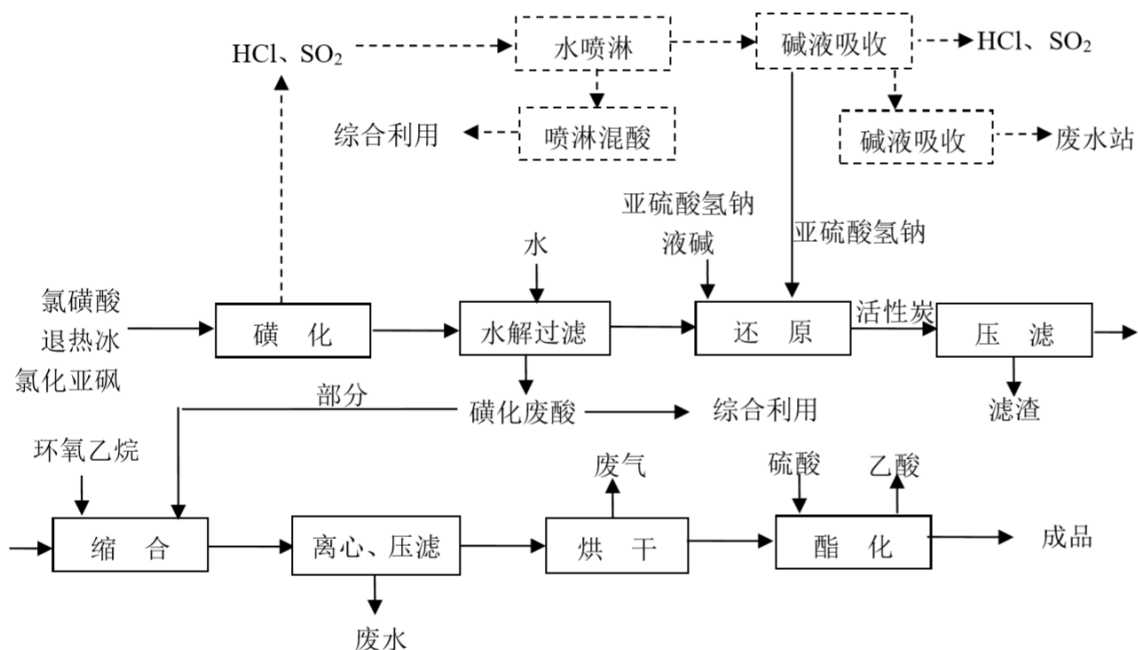 HCl、SO₂
水喷淋
碱液吸收
HCl、SO₂
综合利用
喷淋混酸
碱液吸收
废水站
亚硫酸氢钠
液碱
亚硫酸氢钠
水
氯磺酸
退热冰
氯化亚砜
磺 化
水解过滤
还 原
活性炭
压 滤
部分
磺化废酸
综合利用
滤渣
环氧乙烷
废气
硫酸
乙酸
缩 合
离心、压滤
烘 干
酯 化
成品
废水